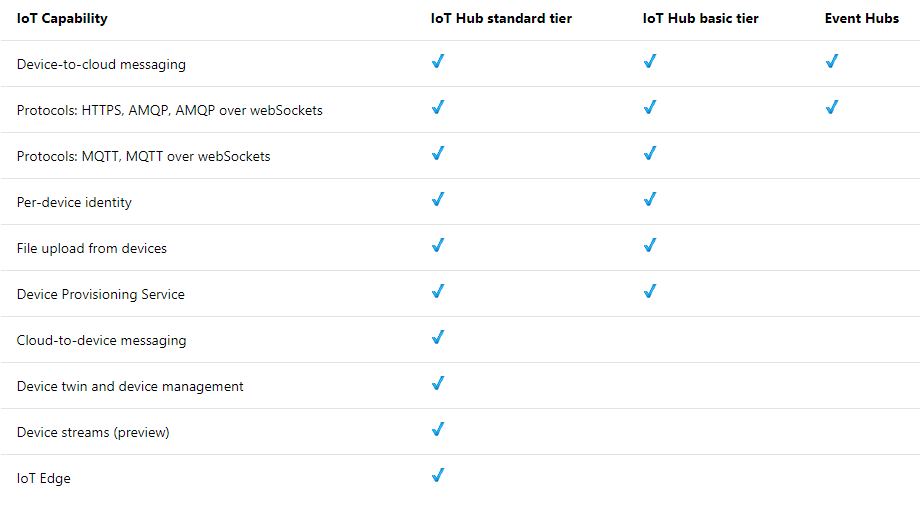 IoT Capability IoT Hub standard tier IoT Hub basic tier Event Hubs
Device-to-cloud messaging ✓ ✓ ✓
Protocols: HTTPS, AMQP, AMQP over webSockets ✓ ✓ ✓
Protocols: MQTT, MQTT over webSockets ✓ ✓
Per-device identity ✓ ✓
File upload from devices ✓ ✓
Device Provisioning Service ✓ ✓
Cloud-to-device messaging ✓
Device twin and device management ✓
Device streams (preview) ✓
IoT Edge ✓